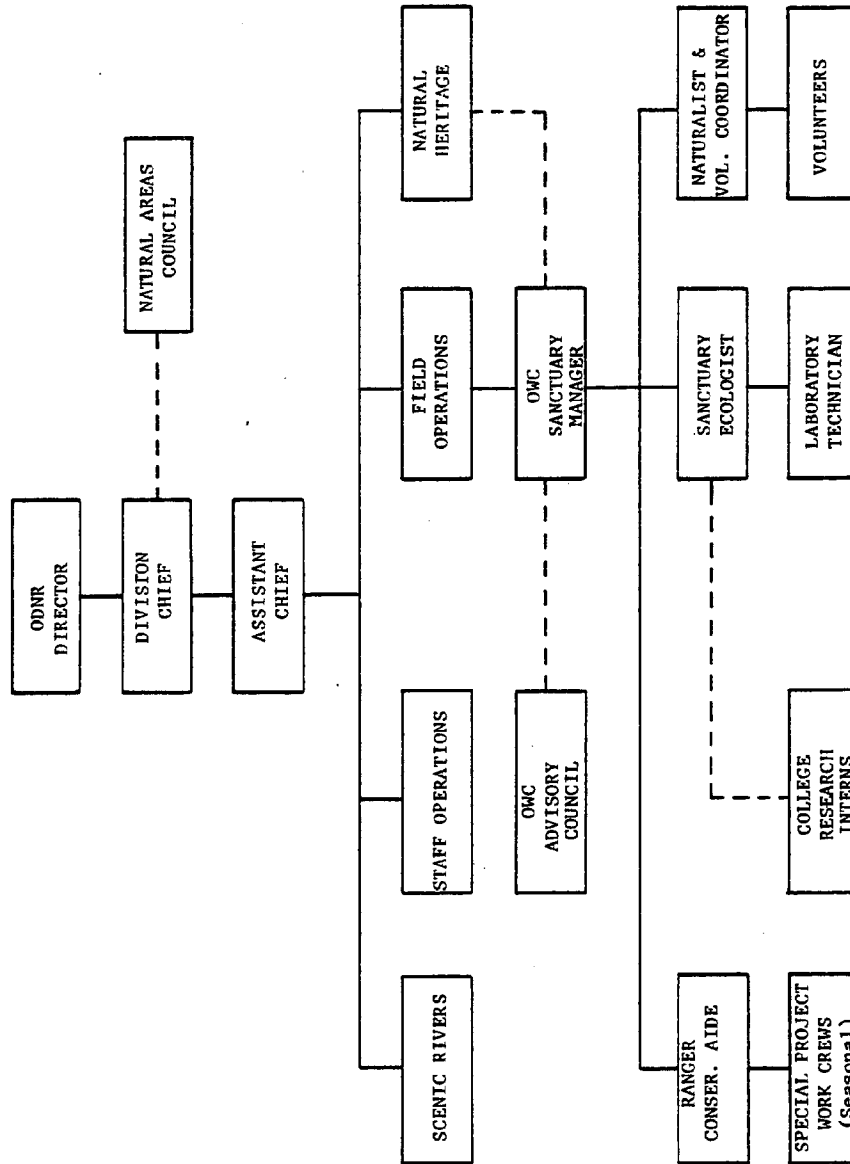 ODNR
DIRECTOR
DIVISION
CHIEF
NATURAL AREAS
COUNCIL
ASSISTANT
CHIEF
SCENIC RIVERS
STAFF OPERATIONS
FIELD
OPERATIONS
NATURAL
HERITAGE
OWC
ADVISORY
COUNCIL
OWC
SANCTUARY
MANAGER
RANGER
CONSER. AIDE
SANCTUARY
ECOLOGIST
NATURALIST &
VOL. COORDINATOR
SPECIAL PROJECT
WORK CREWS
(Seasonal)
COLLEGE
RESEARCH
INTERNS
LABORATORY
TECHNICIAN
VOLUNTEERS